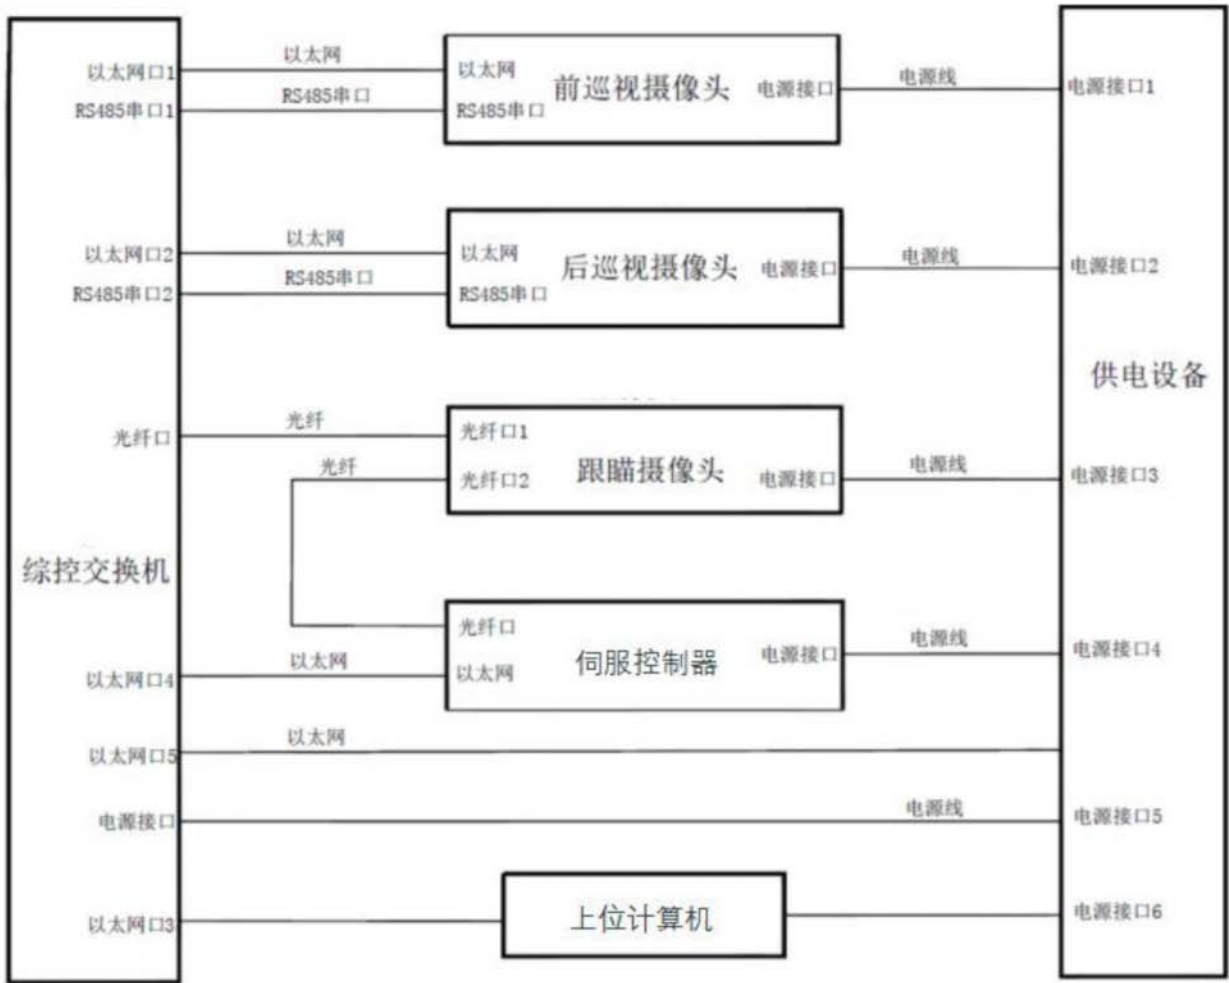 以太网
以太网口1
以太网
前巡视摄像头
电源接口
电源线
电源接口1
RS485串口
RS485串口1
RS485串口
以太网
以太网口2
以太网
后巡视摄像头
电源接口
电源线
电源接口2
RS485串口
RS485串口2
RS485串口
供电设备
光纤
光纤口
光纤口1
光纤
光纤口2
跟瞄摄像头
电源接口
电源线
电源接口3
综控交换机
光纤口
伺服控制器
电源接口
电源线
电源接口4
以太网
以太网口4
以太网
以太网
以太网口5
电源接口
电源线
电源接口5
以太网口3
上位计算机
电源接口6